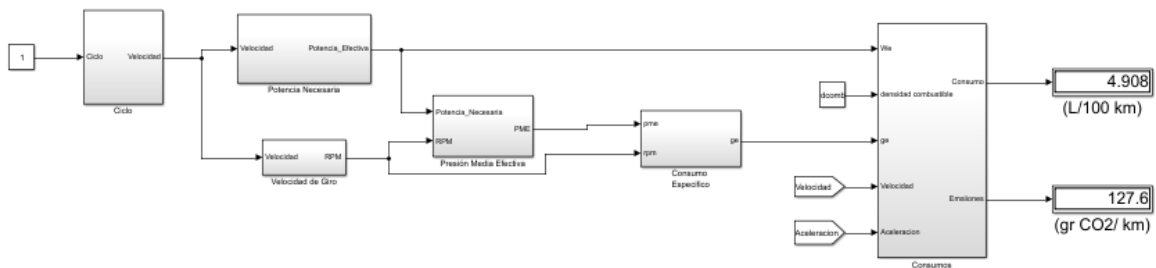 1
Ciclo
Velocidad
Ciclo
Velocidad
Potencia_Efectiva
Potencia Necesaria
Velocidad
RPM
Velocidad de Giro
Potencia_Necesaria
RPM
PME
Presión Media Efectiva
pme
rpm
ge
Consumo
Especifico
dcomb
Velocidad
Aceleracion
We
densidad combustible
ge
Velocidad
Aceleracion
Consumo
Emsiiones
Consumos
4.908
(L/100 km)
127.6
(gr CO2/ km)